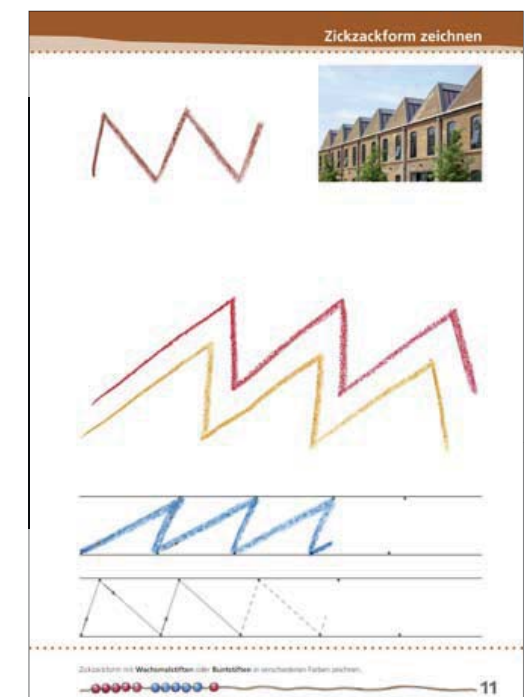 Zickzackform zeichnen
Zickzackform mit Wachsmalstiften oder Buntstiften in verschiedenen Farben zeichnen.
11